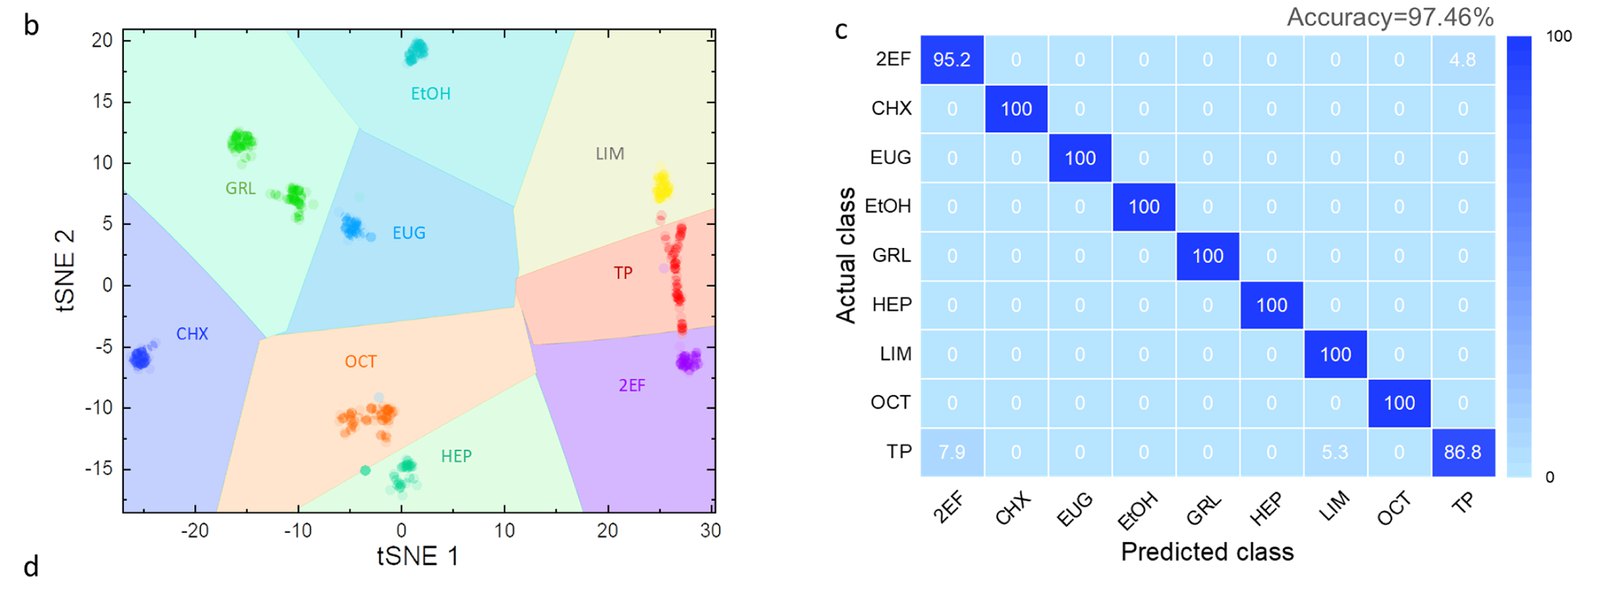 b
20
15
10
5
0
-5
-10
-15
tSNE 2
-20
-10
0
10
20
30
tSNE 1
EtOH
LIM
GRL
EUG
TP
CHX
OCT
2EF
HEP
d
c
Accuracy=97.46%
Actual class
2EF 95.2 0 0 0 0 0 0 0 4.8
CHX 0 100 0 0 0 0 0 0 0
EUG 0 0 100 0 0 0 0 0 0
EtOH 0 0 0 100 0 0 0 0 0
GRL 0 0 0 0 100 0 0 0 0
HEP 0 0 0 0 0 100 0 0 0
LIM 0 0 0 0 0 0 100 0 0
OCT 0 0 0 0 0 0 0 100 0
TP 7.9 0 0 0 0 0 5.3 0 86.8
2EF CHX EUG EtOH GRL HEP LIM OCT TP
Predicted class
100
0